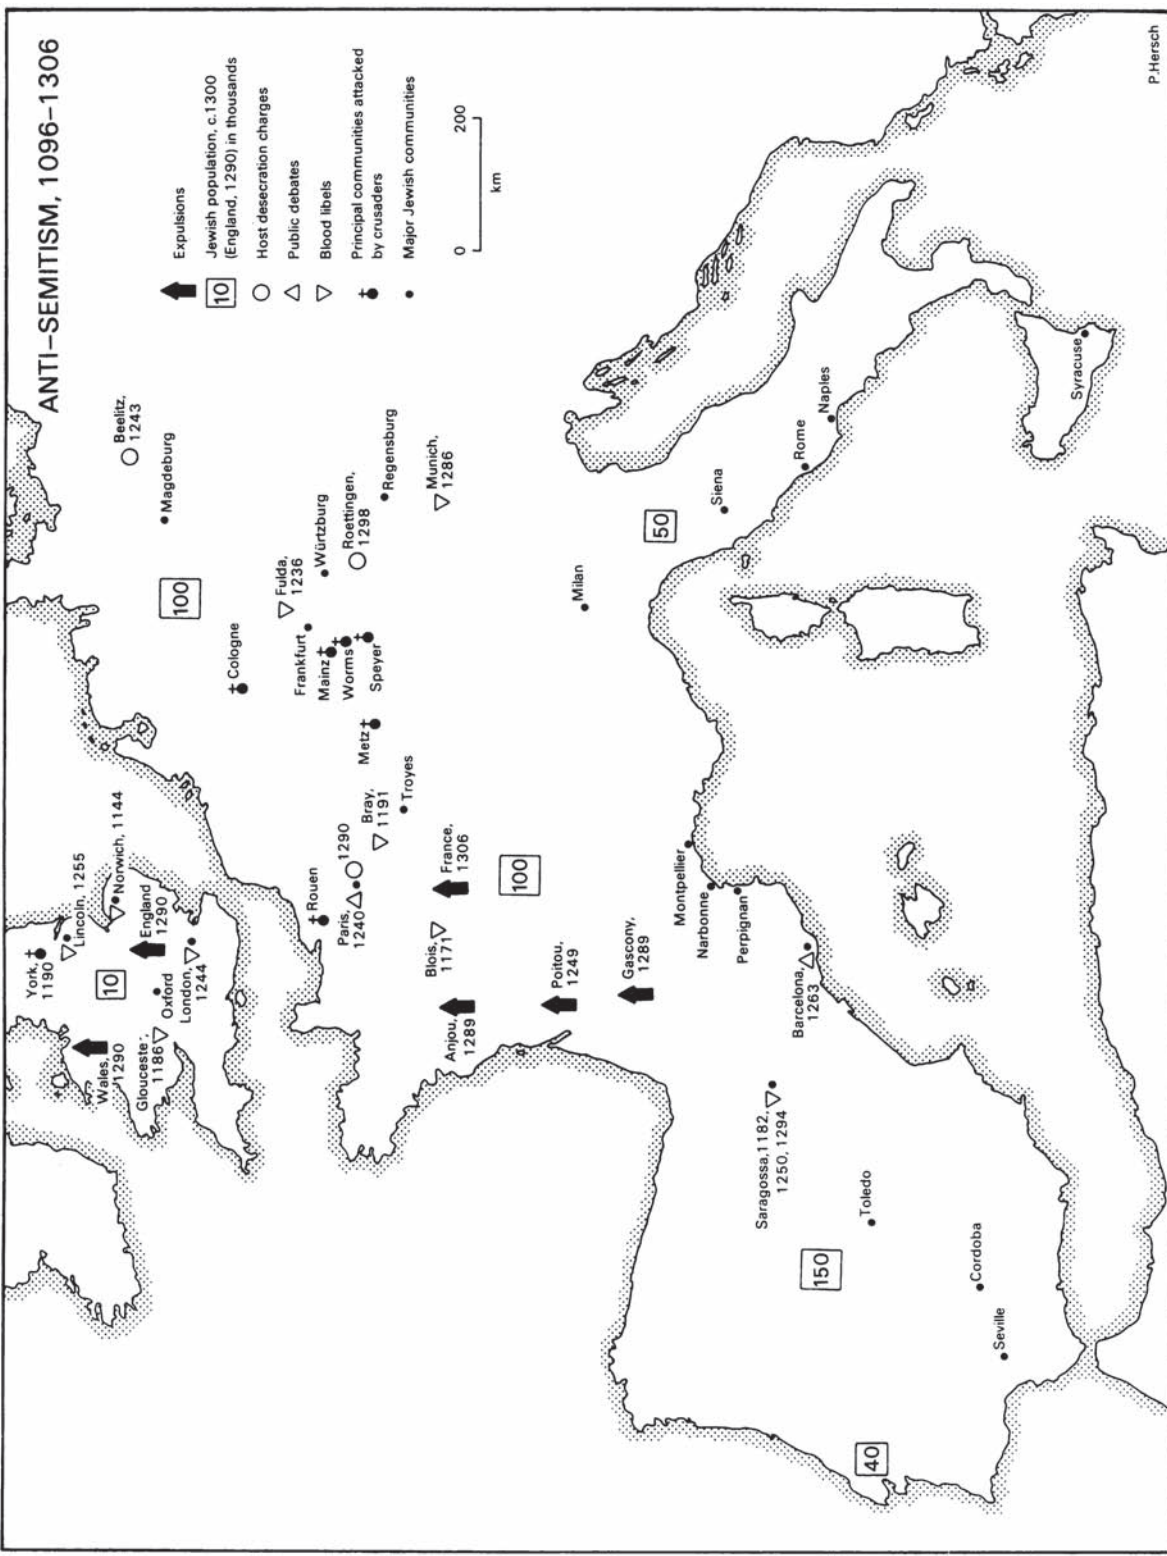 ANTI–SEMITISM, 1096–1306
Expulsions
10
Jewish population, c.1300
(England, 1290) in thousands
Host desecration charges
Public debates
Blood libels
Principal communities attacked
by crusaders
Major Jewish communities
0
200
km
York,
1190
Lincoln, 1255
Norwich, 1144
10
England
1290
Wales,
1290
Oxford
Gloucester,
1186
London,
1244
Beelitz,
1243
Magdeburg
100
Cologne
Fulda,
1236
Frankfurt
Würtzburg
Mainz
Worms
Roettingen,
1298
Speyer
Regensburg
Munich,
1286
Metz
Rouen
Paris,
1240
1290
Bray,
1191
Troyes
Blois,
1171
France,
1306
Anjou,
1289
100
Poitou,
1249
Gascony,
1289
Milan
50
Siena
Rome
Naples
Syracuse
Montpellier
Narbonne
Perpignan
Barcelona,
1263
Saragossa,1182,
1250, 1294
150
Toledo
40
Cordoba
Seville
P.Hersch